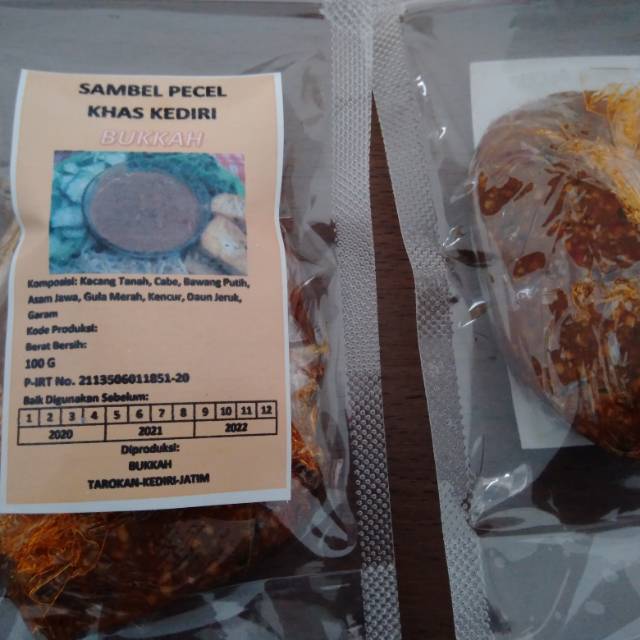 SAMBEL PECEL
KHAS KEDIRI
BUKKAH
Komposisi: Kacang Tanah, Cabe, Bawang Putih,
Asam Jawa, Gula Merah, Kencur, Daun Jeruk,
Garam
Kode Produksi:
Berat Bersih:
100 G
P-IRT No. 2113506011851-20
Baik Digunakan Sebelum:
1 2 3 4 5 6 7 8 9 10 11 12
2020 2021 2022
Diproduksi:
BUKKAH
TAROKAN-KEDIRI-JATIM